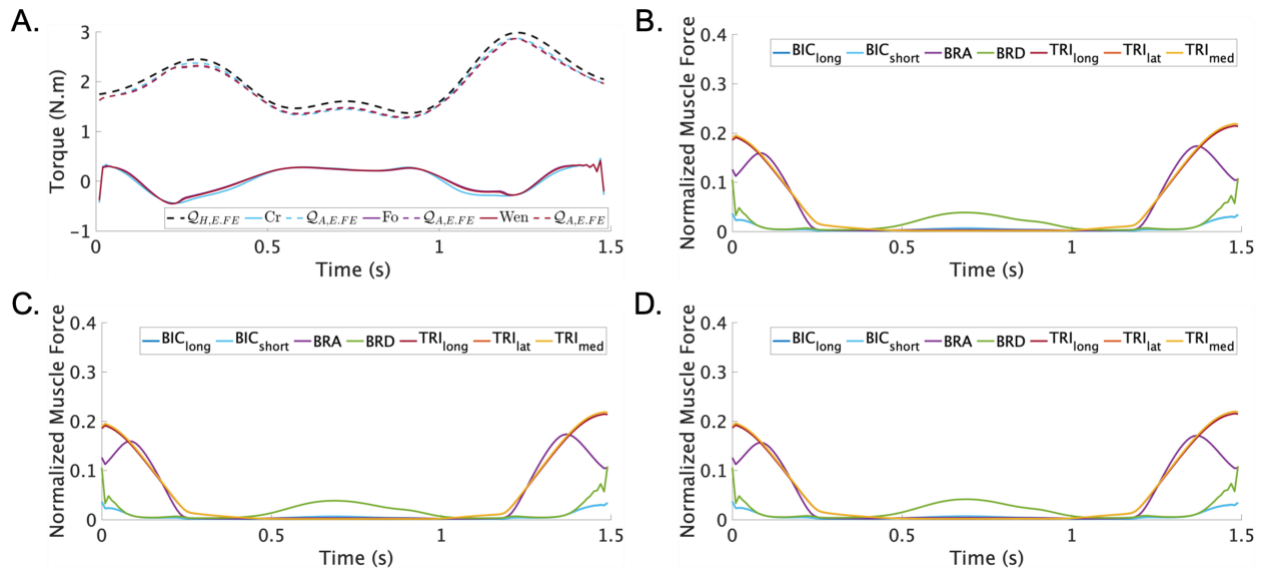 A.
Torque (N.m)
3
2
1
0
−1
𝒬H,E.FE Cr 𝒬A,E.FE Fo 𝒬A,E.FE Wen 𝒬A,E.FE
0 0.5 1 1.5
Time (s)
B.
Normalized Muscle Force
0.4
0.3
0.2
0.1
0
BIClong BICshort BRA BRD TRIlong TRIlat TRImed
0 0.5 1 1.5
Time (s)
C.
Normalized Muscle Force
0.4
0.3
0.2
0.1
0
BIClong BICshort BRA BRD TRIlong TRIlat TRImed
0 0.5 1 1.5
Time (s)
D.
Normalized Muscle Force
0.4
0.3
0.2
0.1
0
BIClong BICshort BRA BRD TRIlong TRIlat TRImed
0 0.5 1 1.5
Time (s)